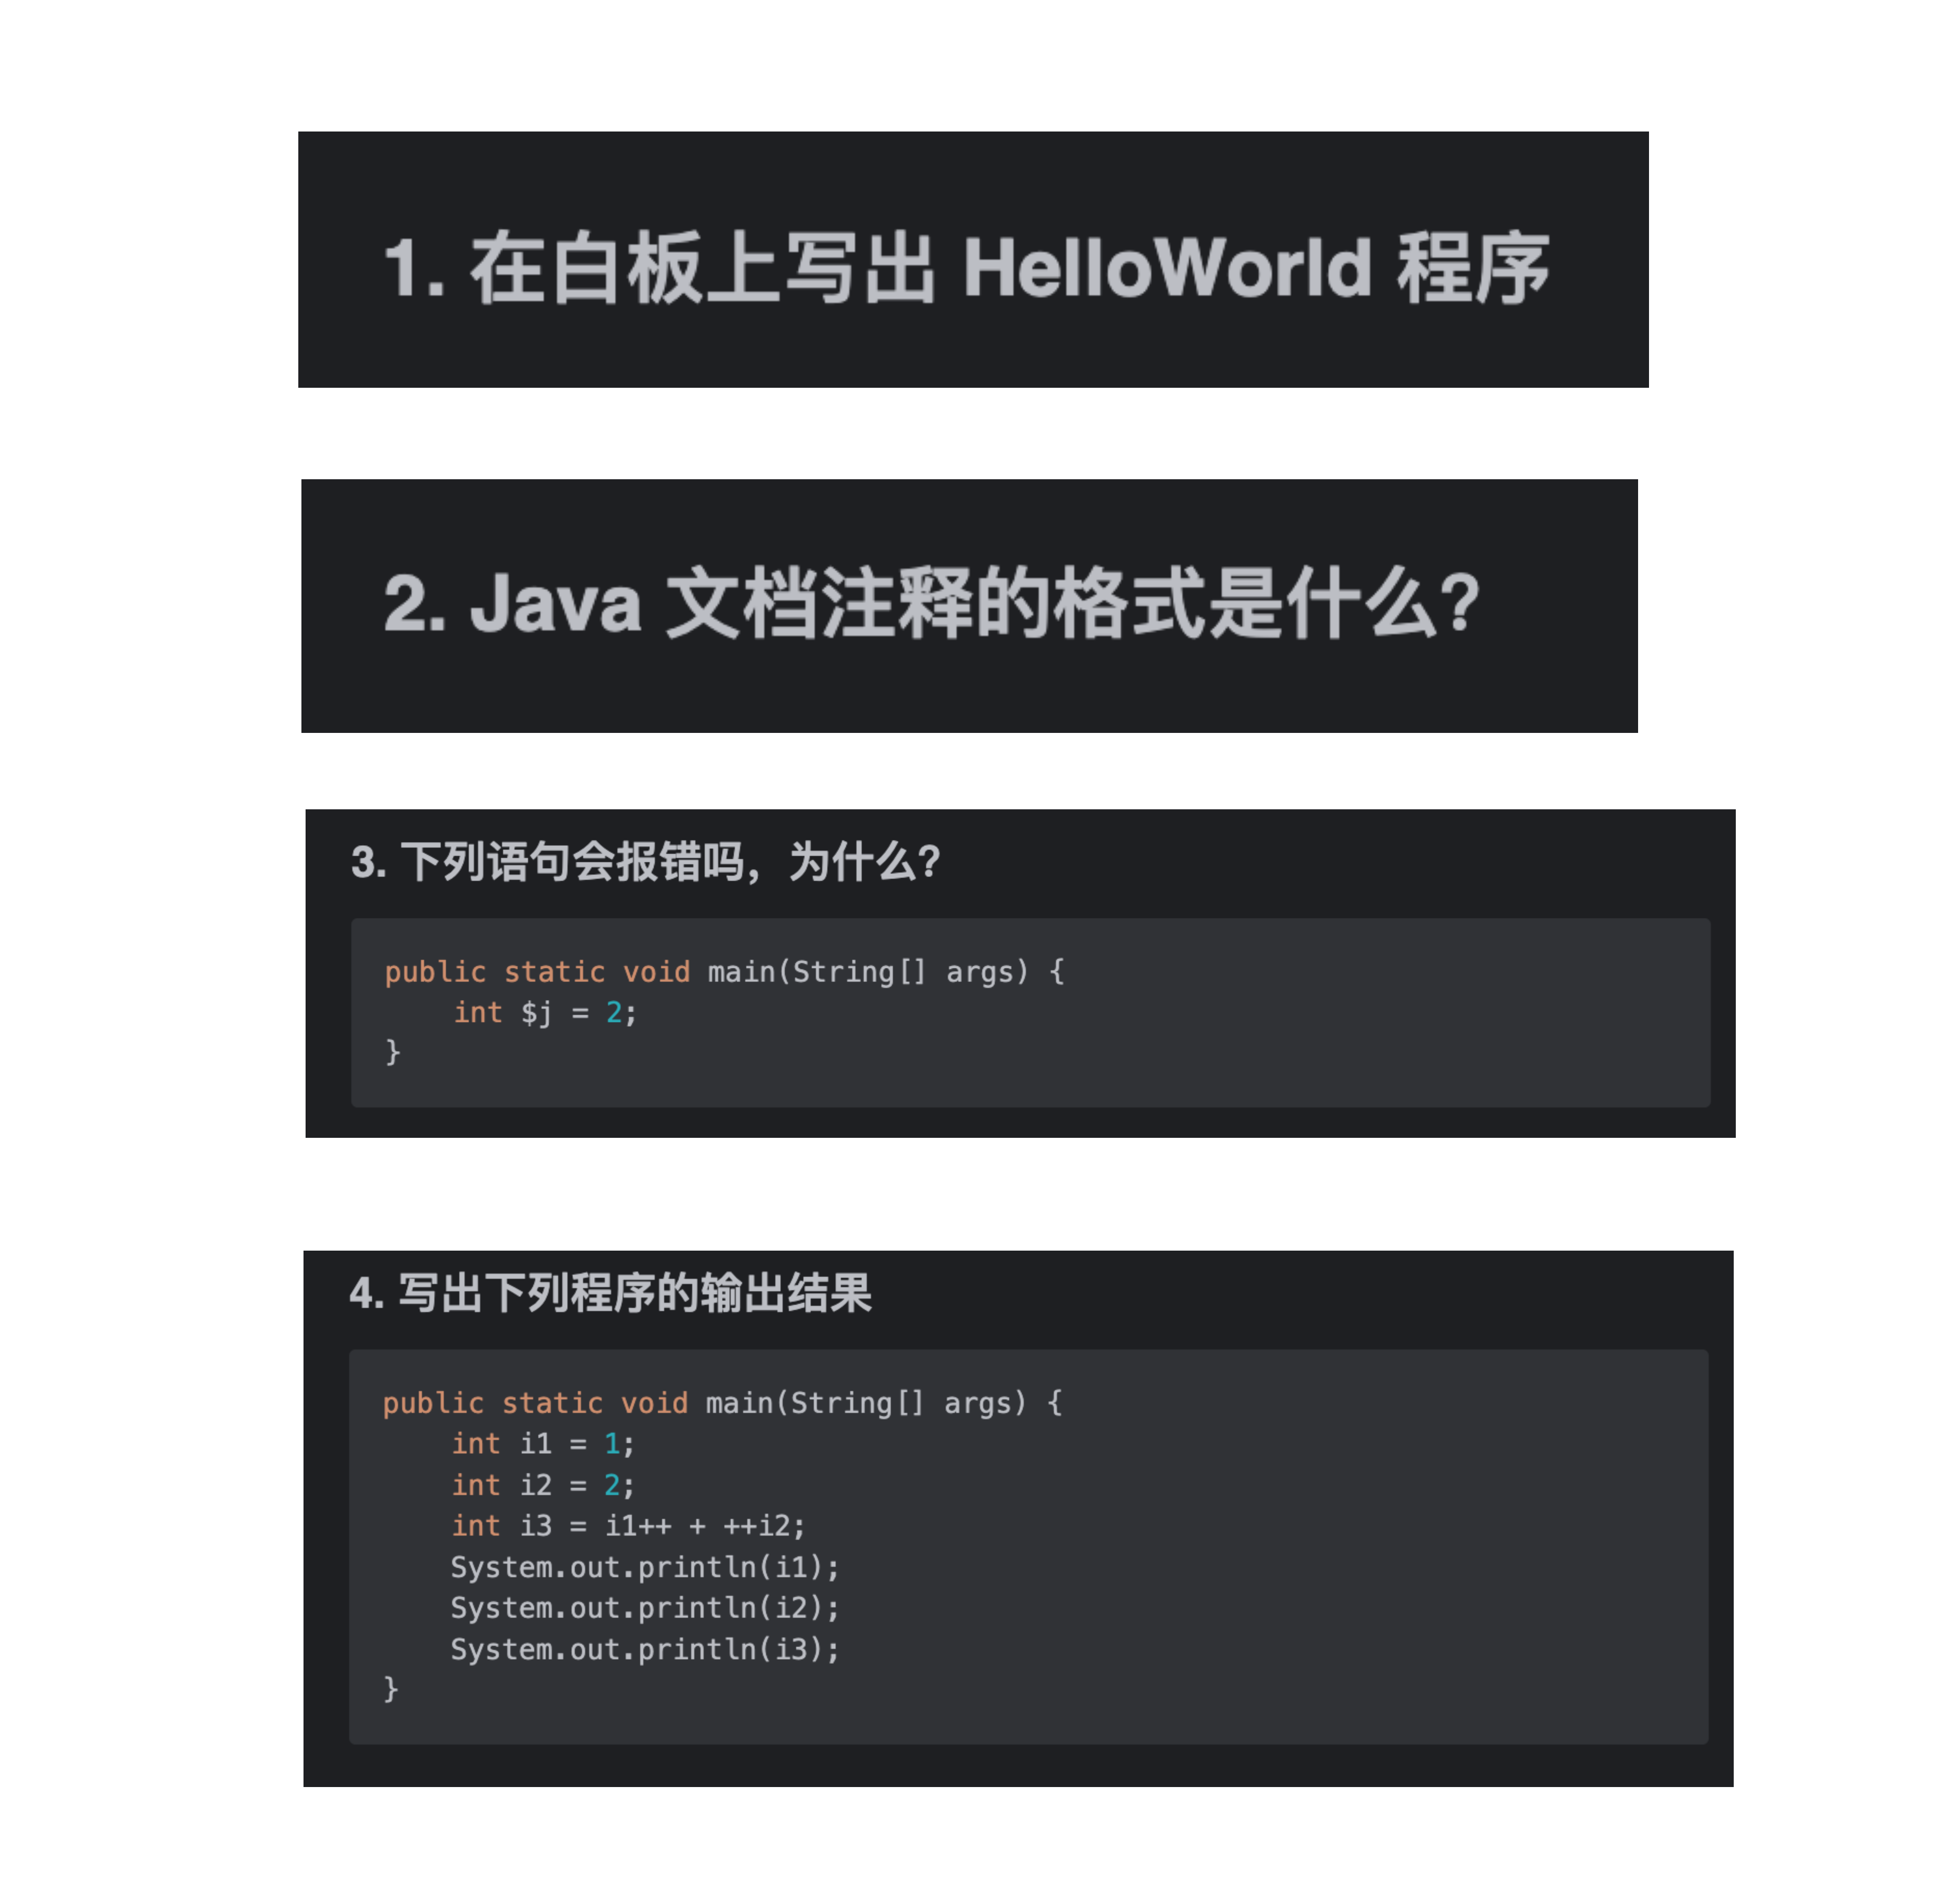 1. 在白板上写出 HelloWorld 程序
2. Java 文档注释的格式是什么？
3. 下列语句会报错吗，为什么？
public static void main(String[] args) {
    int $j = 2;
}
4. 写出下列程序的输出结果
public static void main(String[] args) {
    int i1 = 1;
    int i2 = 2;
    int i3 = i1++ + ++i2;
    System.out.println(i1);
    System.out.println(i2);
    System.out.println(i3);
}